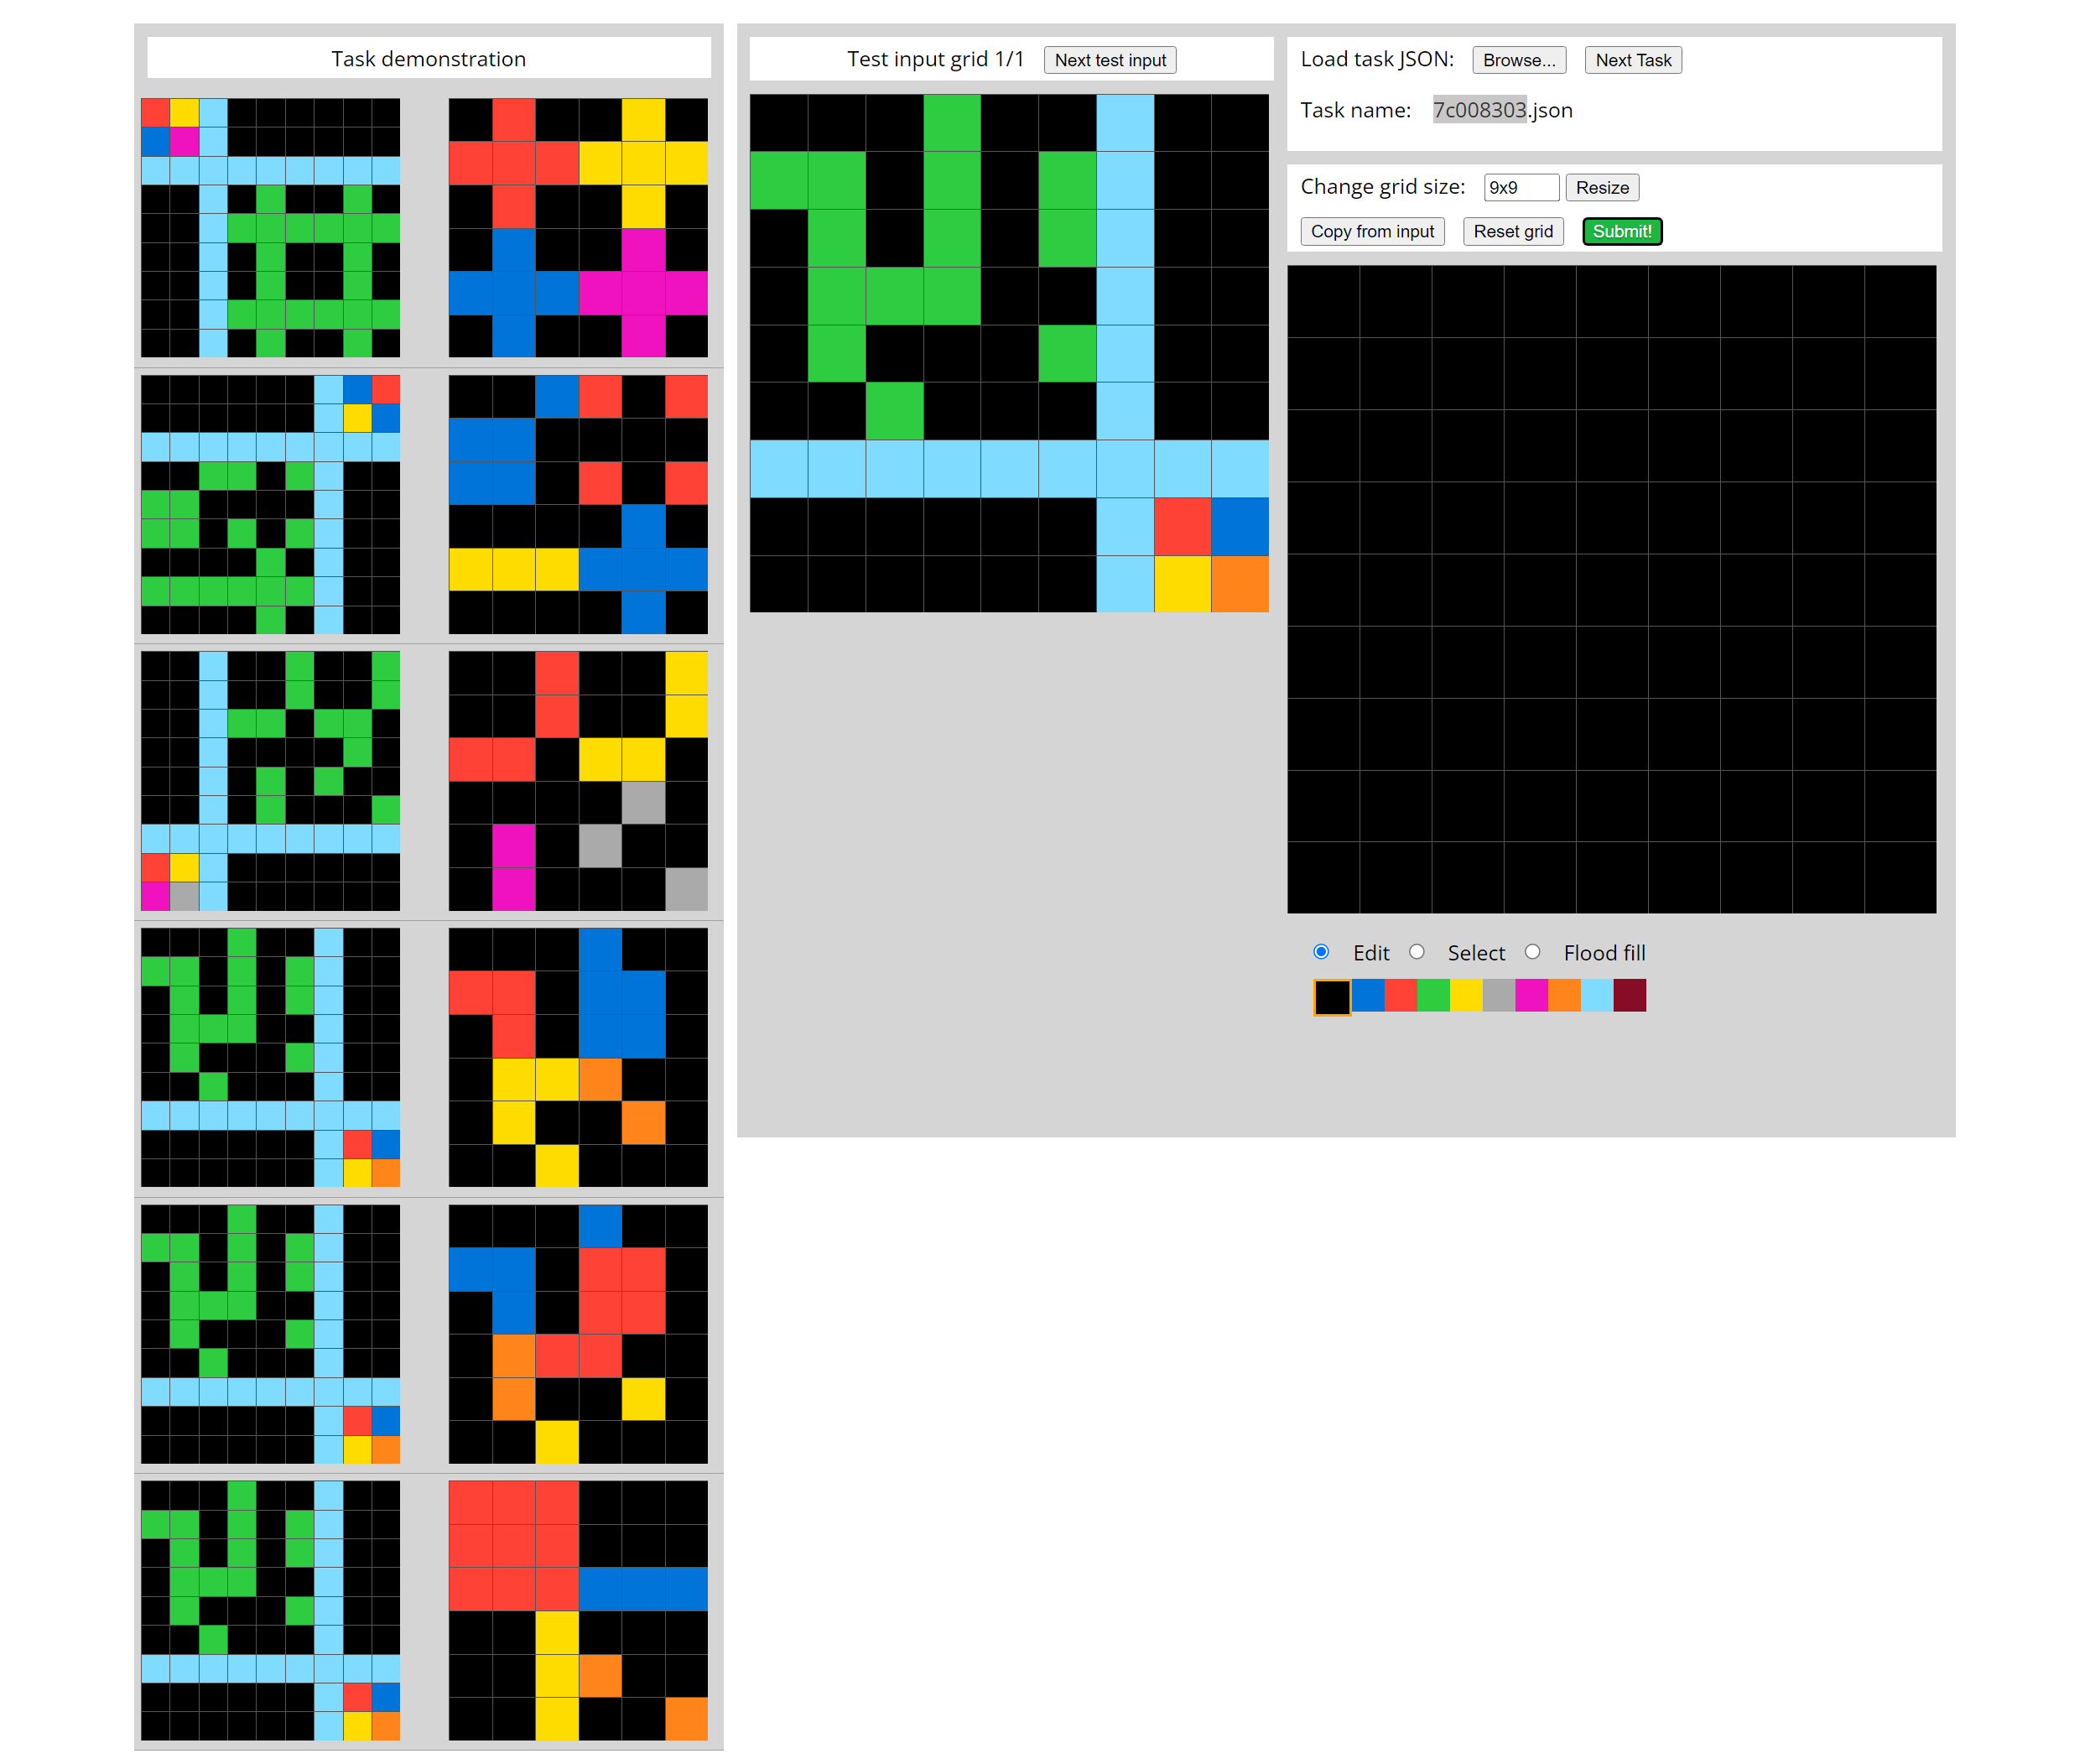 Task demonstration
Test input grid 1/1
Next test input
Load task JSON:
Browse...
Next Task
Task name:
7c008303.json
Change grid size:
9x9
Resize
Copy from input
Reset grid
Submit!
Edit
Select
Flood fill